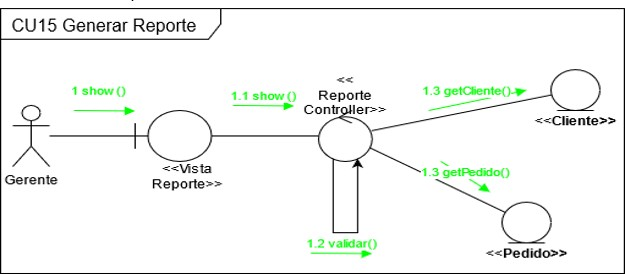 CU15 Generar Reporte
1 show ()
1.1 show ()
<<
Reporte
Controller>>
1.3 getCliente()
<<Cliente>>
Gerente
<<Vista
Reporte>>
1.3 getPedido()
1.2 validar()
<<Pedido>>